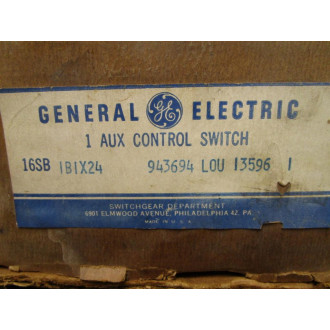 GENERAL GE ELECTRIC
1 AUX CONTROL SWITCH
16SB 1B1X24 943694 LOU 13596 1
SWITCHGEAR DEPARTMENT
6901 ELMWOOD AVENUE, PHILADELPHIA 42, PA.
MADE IN U.S.A.